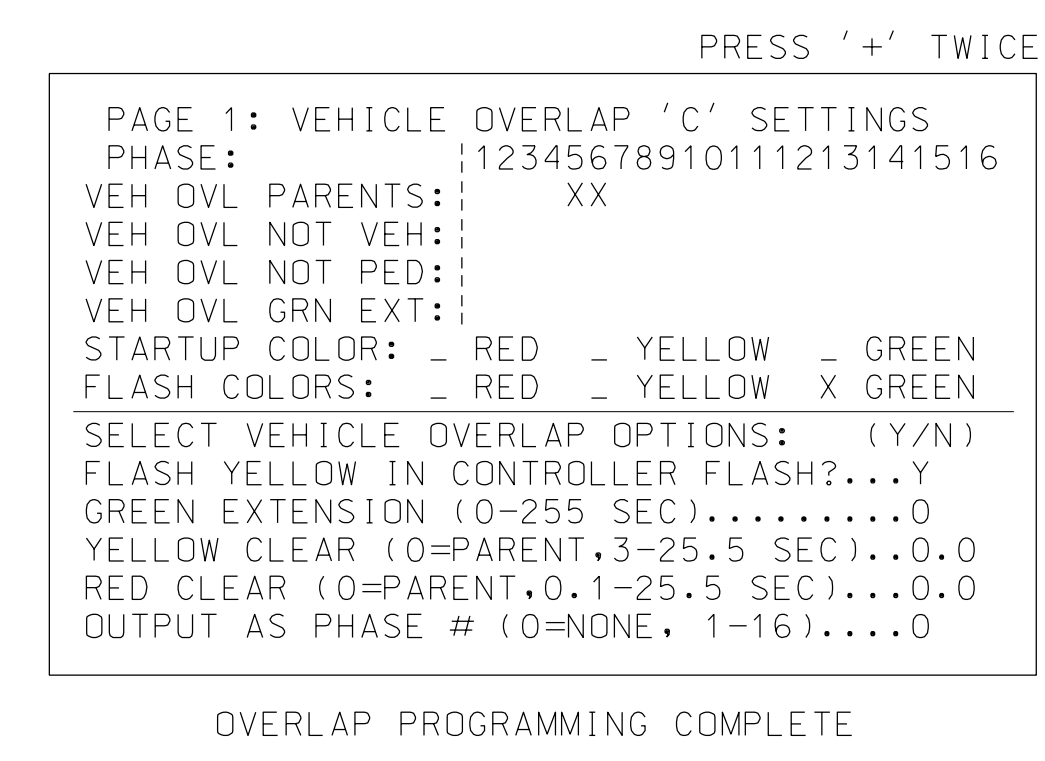 PRESS '+' TWICE
PAGE 1: VEHICLE OVERLAP 'C' SETTINGS
PHASE: |12345678910111213141516
VEH OVL PARENTS:| XX
VEH OVL NOT VEH:|
VEH OVL NOT PED:|
VEH OVL GRN EXT:|
STARTUP COLOR: _ RED _ YELLOW _ GREEN
FLASH COLORS: _ RED _ YELLOW X GREEN
SELECT VEHICLE OVERLAP OPTIONS: (Y/N)
FLASH YELLOW IN CONTROLLER FLASH?...Y
GREEN EXTENSION (0-255 SEC).........0
YELLOW CLEAR (0=PARENT,3-25.5 SEC)..0.0
RED CLEAR (0=PARENT,0.1-25.5 SEC)...0.0
OUTPUT AS PHASE # (0=NONE, 1-16)....0
OVERLAP PROGRAMMING COMPLETE